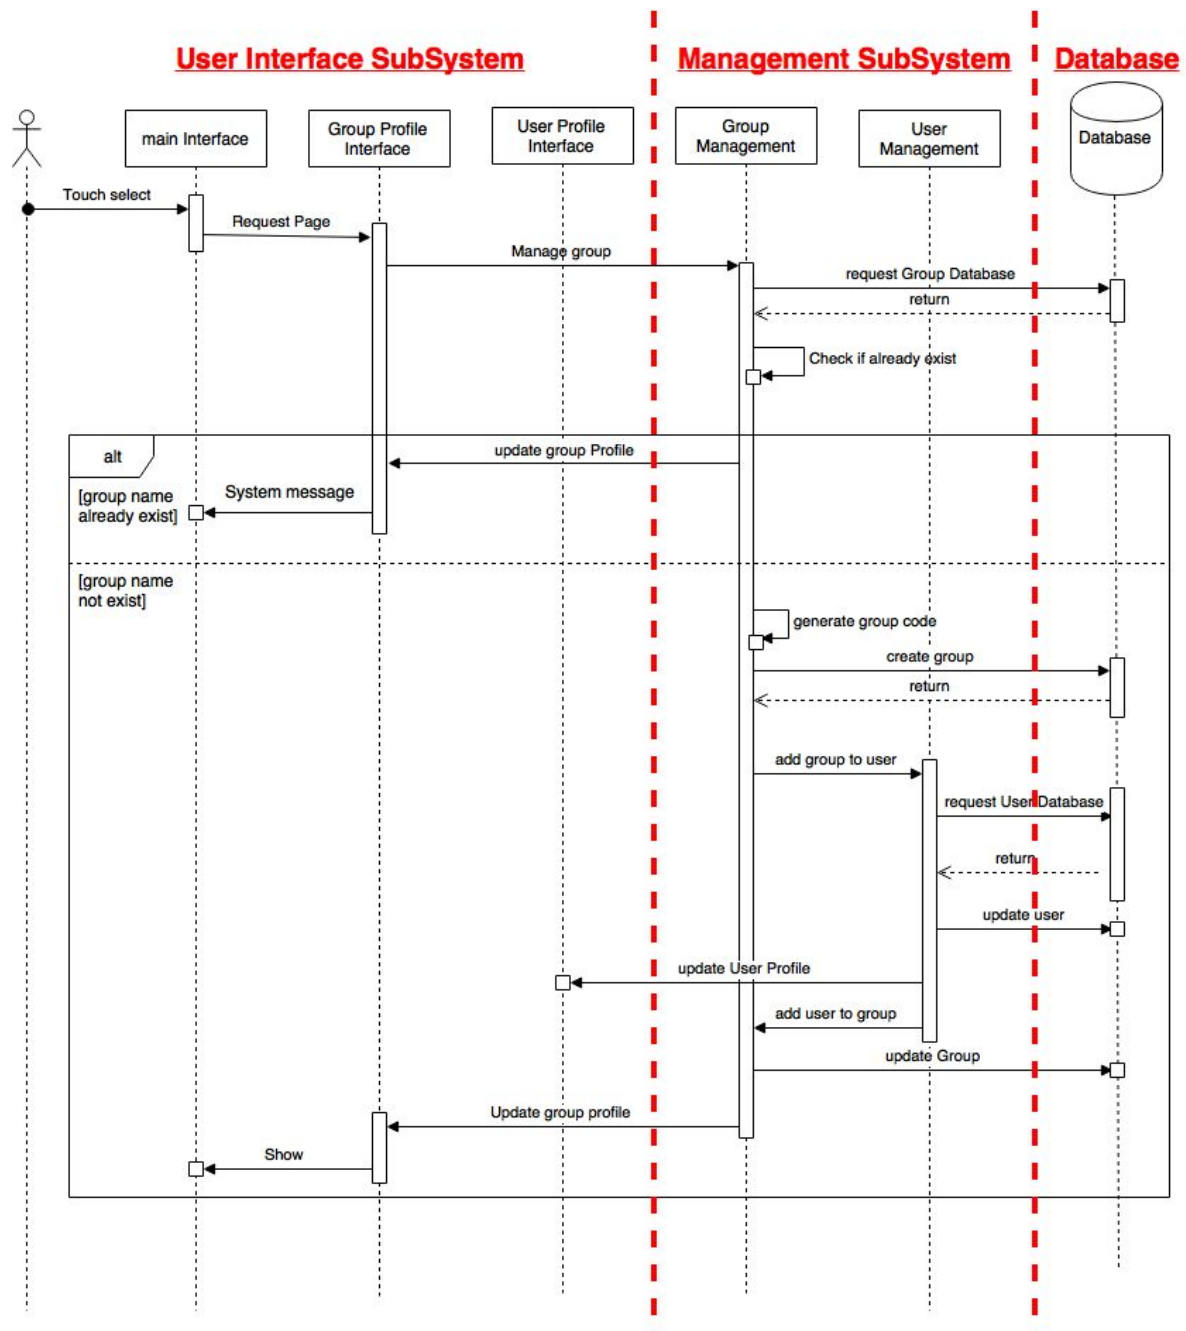 User Interface SubSystem
Management SubSystem
Database
main Interface
Group Profile
Interface
User Profile
Interface
Group
Management
User
Management
Database
Touch select
Request Page
Manage group
request Group Database
return
Check if already exist
alt
update group Profile
[group name
already exist]
System message
[group name
not exist]
generate group code
create group
return
add group to user
request User Database
return
update user
update User Profile
add user to group
update Group
Update group profile
Show